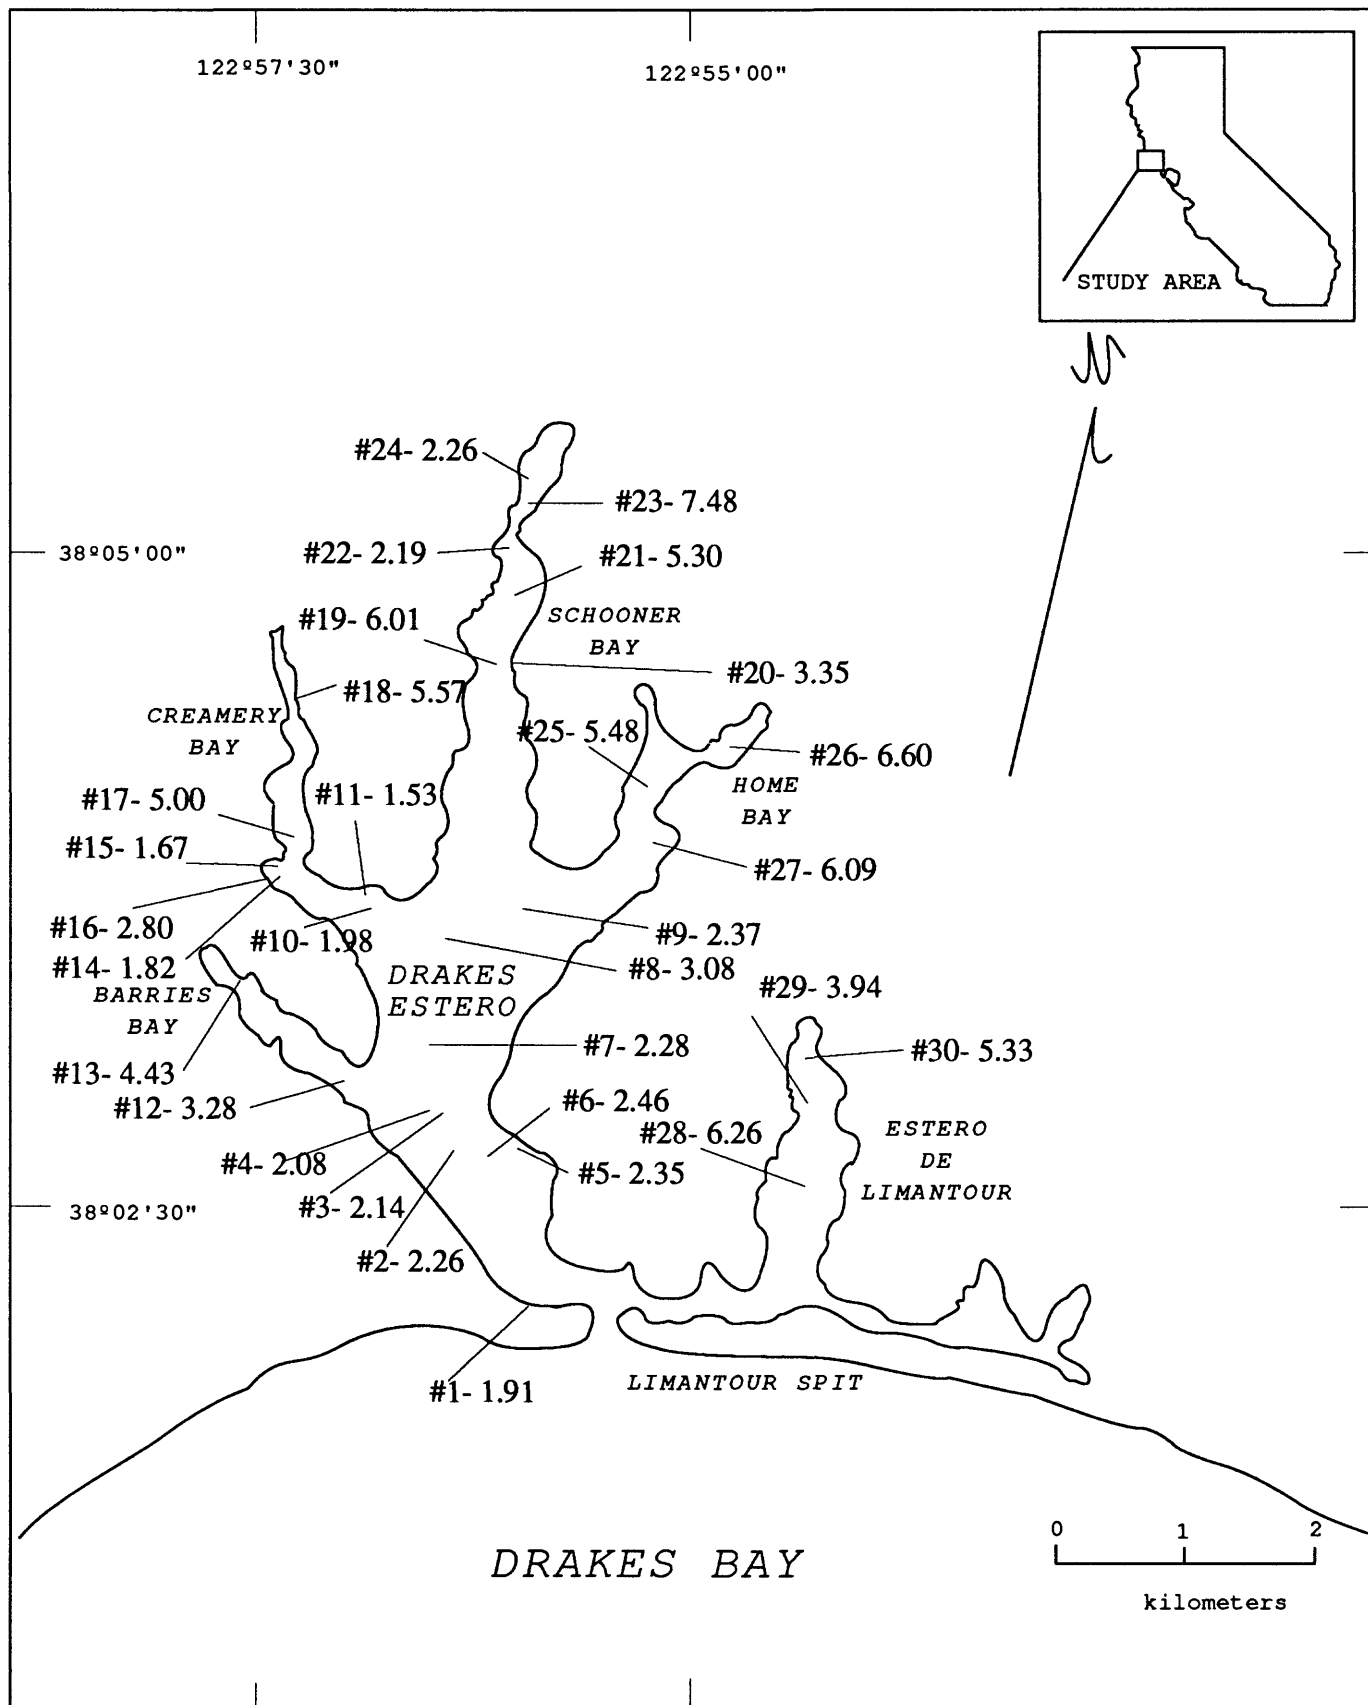 122º57'30"
122º55'00"
STUDY AREA
N
#24- 2.26
#23- 7.48
38º05'00"
#22- 2.19
#21- 5.30
#19- 6.01
SCHOONER
BAY
#20- 3.35
#18- 5.57
CREAMERY
BAY
#25- 5.48
#26- 6.60
HOME
BAY
#17- 5.00
#11- 1.53
#15- 1.67
#27- 6.09
#16- 2.80
#10- 1.98
#9- 2.37
#14- 1.82
#8- 3.08
DRAKES
ESTERO
#29- 3.94
BARRIES
BAY
#7- 2.28
#30- 5.33
#13- 4.43
#12- 3.28
#6- 2.46
#28- 6.26
ESTERO
DE
LIMANTOUR
#4- 2.08
#5- 2.35
#3- 2.14
38º02'30"
#2- 2.26
#1- 1.91
LIMANTOUR SPIT
DRAKES BAY
0 1 2
kilometers